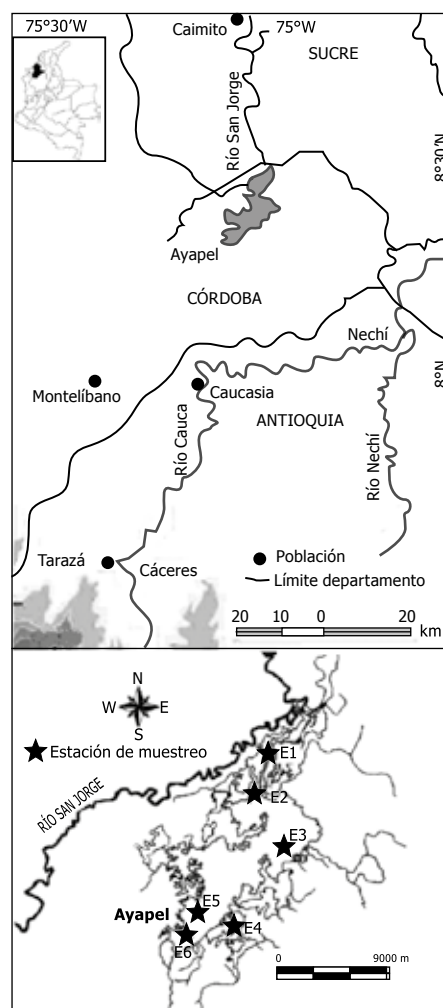 75°30'W
75°W
Caimito
SUCRE
Río San Jorge
8°30'N
Ayapel
CÓRDOBA
Nechí
8°N
Montelíbano
Caucasia
ANTIOQUIA
Río Cauca
Río Nechí
Tarazá
Cáceres
Población
Límite departamento
20 10 0 20
km
N
W E
S
Estación de muestreo
E1
RÍO SAN JORGE
E2
E3
E5
Ayapel
E4
E6
0 9000 m